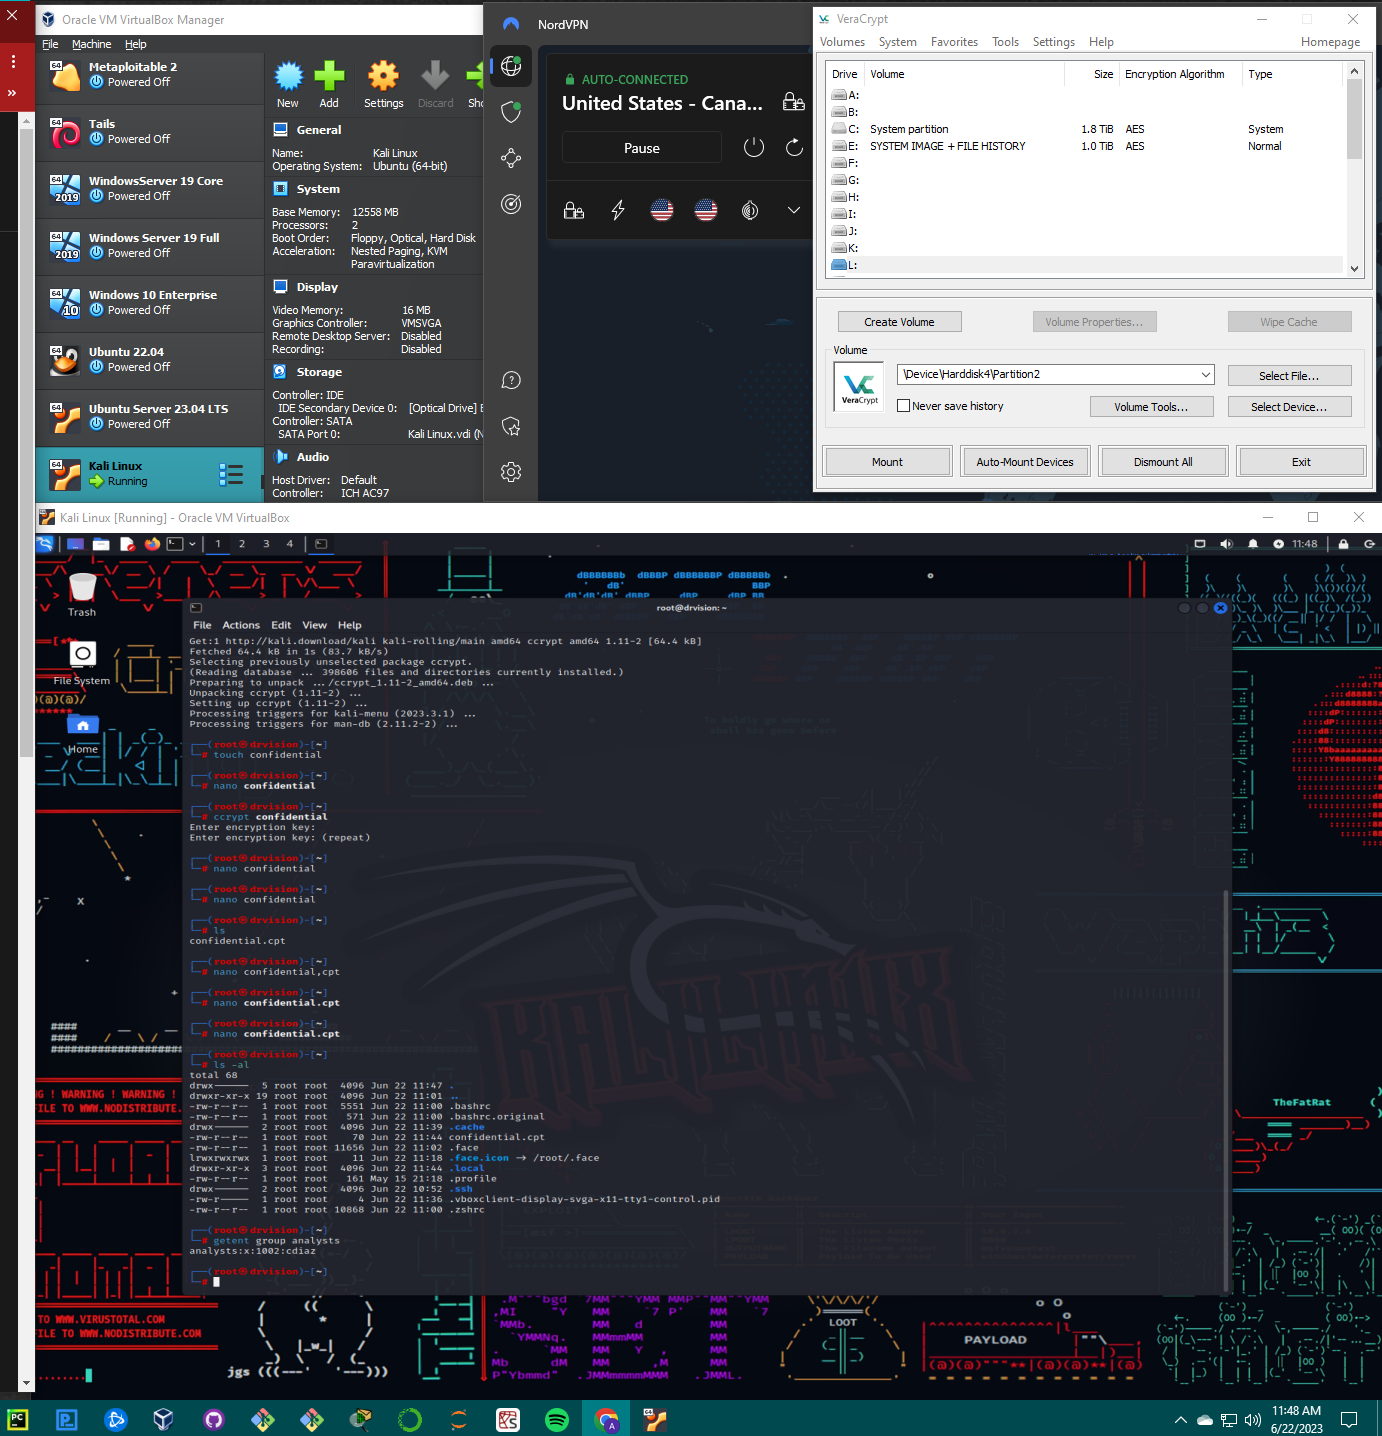 Oracle VM VirtualBox Manager
File Machine Help
Metaploitable 2
Powered Off
Tails
Powered Off
WindowsServer 19 Core
Powered Off
Windows Server 19 Full
Powered Off
Windows 10 Enterprise
Powered Off
Ubuntu 22.04
Powered Off
Ubuntu Server 23.04 LTS
Powered Off
Kali Linux
Running
New Add Settings Discard Sho
General
Name: Kali Linux
Operating System: Ubuntu (64-bit)
System
Base Memory: 12558 MB
Processors: 2
Boot Order: Floppy, Optical, Hard Disk
Acceleration: Nested Paging, KVM
Paravirtualization
Display
Video Memory: 16 MB
Graphics Controller: VMSVGA
Remote Desktop Server: Disabled
Recording: Disabled
Storage
Controller: IDE
IDE Secondary Device 0: [Optical Drive] E
Controller: SATA
SATA Port 0: Kali Linux.vdi (N
Audio
Host Driver: Default
Controller: ICH AC97
NordVPN
AUTO-CONNECTED
United States - Cana...
Pause
VeraCrypt
Volumes System Favorites Tools Settings Help Homepage
Drive Volume Size Encryption Algorithm Type
A:
B:
C: System partition 1.8 TiB AES System
E: SYSTEM IMAGE + FILE HISTORY 1.0 TiB AES Normal
F:
G:
H:
I:
J:
K:
L:
Create Volume Volume Properties... Wipe Cache
Volume
VeraCrypt
\Device\Harddisk4\Partition2
Select File...
Never save history
Volume Tools... Select Device...
Mount Auto-Mount Devices Dismount All Exit
Kali Linux [Running] - Oracle VM VirtualBox
1 2 3 4
11:48
Trash
File System
Home
root@drvision: ~
File Actions Edit View Help
Get:1 http://kali.download/kali kali-rolling/main amd64 ccrypt amd64 1.11-2 [64.4 kB]
Fetched 64.4 kB in 1s (83.7 kB/s)
Selecting previously unselected package ccrypt.
(Reading database ... 398606 files and directories currently installed.)
Preparing to unpack .../ccrypt_1.11-2_amd64.deb ...
Unpacking ccrypt (1.11-2) ...
Setting up ccrypt (1.11-2) ...
Processing triggers for kali-menu (2023.3.1) ...
Processing triggers for man-db (2.11.2-2) ...
┌──(root㉿drvision)-[~]
└─# touch confidential
┌──(root㉿drvision)-[~]
└─# nano confidential
┌──(root㉿drvision)-[~]
└─# ccrypt confidential
Enter encryption key:
Enter encryption key: (repeat)
┌──(root㉿drvision)-[~]
└─# nano confidential
┌──(root㉿drvision)-[~]
└─# nano confidential
┌──(root㉿drvision)-[~]
└─# ls
confidential.cpt
┌──(root㉿drvision)-[~]
└─# nano confidential,cpt
┌──(root㉿drvision)-[~]
└─# nano confidential.cpt
┌──(root㉿drvision)-[~]
└─# nano confidential.cpt
┌──(root㉿drvision)-[~]
└─# ls -al
total 68
drwx------ 5 root root 4096 Jun 22 11:47 .
drwxr-xr-x 19 root root 4096 Jun 22 11:01 ..
-rw-r--r-- 1 root root 5551 Jun 22 11:00 .bashrc
-rw-r--r-- 1 root root 571 Jun 22 11:00 .bashrc.original
drwx------ 2 root root 4096 Jun 22 11:39 .cache
-rw-r--r-- 1 root root 70 Jun 22 11:44 confidential.cpt
-rw-r--r-- 1 root root 11656 Jun 22 11:02 .face
lrwxrwxrwx 1 root root 11 Jun 22 11:18 .face.icon → /root/.face
drwxr-xr-x 3 root root 4096 Jun 22 11:44 .local
-rw-r--r-- 1 root root 161 May 15 21:18 .profile
drwx------ 2 root root 4096 Jun 22 10:52 .ssh
-rw-r----- 1 root root 4 Jun 22 11:36 .vboxclient-display-svga-x11-tty1-control.pid
-rw-r--r-- 1 root root 10868 Jun 22 11:00 .zshrc
┌──(root㉿drvision)-[~]
└─# getent group analysts
analysts:x:1002:cdiaz
┌──(root㉿drvision)-[~]
└─#
KALI LINUX
G ! WARNING ! WARNING !
FILE TO WWW.NODISTRIBUTE.
TO WWW.VIRUSTOTAL.COM
FILE TO WWW.NODISTRIBUTE.COM
TheFatRat
jgs
LOOT
PAYLOAD
11:48 AM
6/22/2023